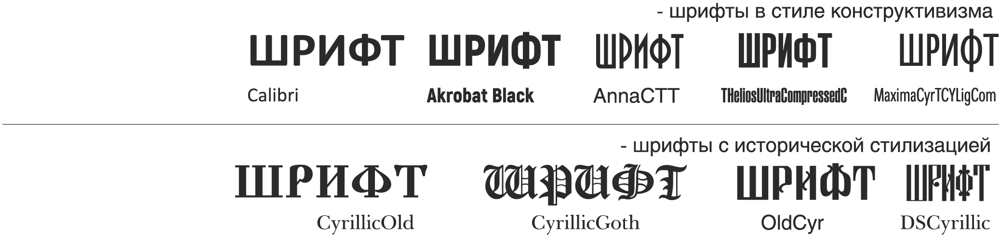 - шрифты в стиле конструктивизма
ШРИФТ ШРИФТ ШРИФТ ШРИФТ ШРИФТ
Calibri Akrobat Black AnnaCTT THeliosUltraCompressedC MaximaCyrTCYLigCom
- шрифты с исторической стилизацией
ШРИФТ ШРИФТ ШРИФТ ШРИФТ
CyrillicOld CyrillicGoth OldCyr DSCyrillic